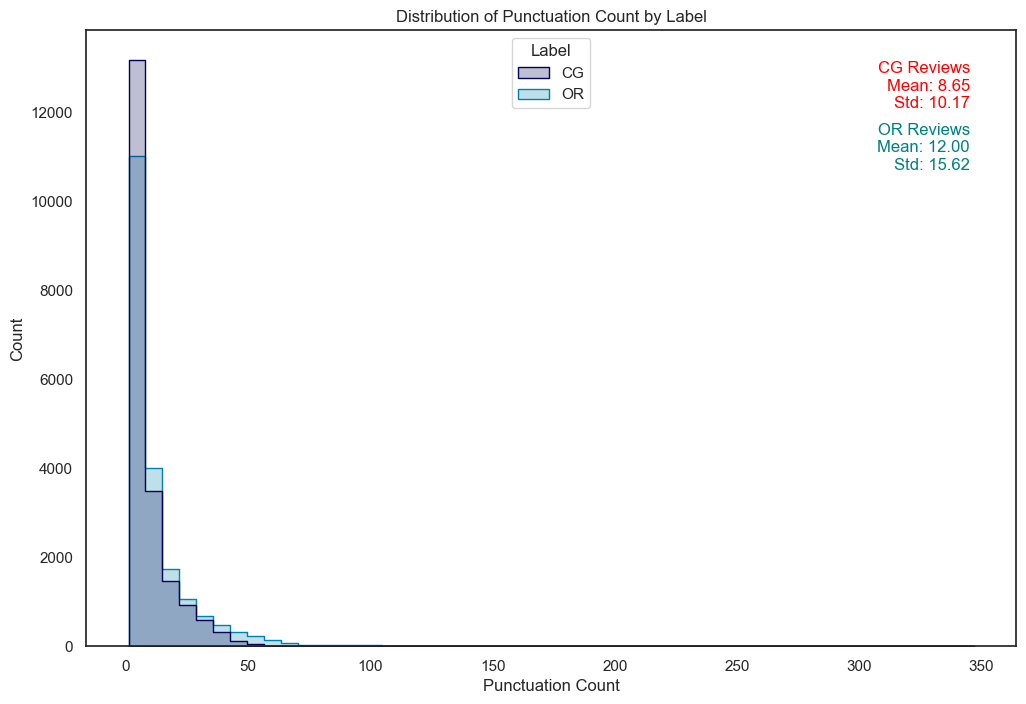 Distribution of Punctuation Count by Label
Label
CG
OR
CG Reviews
Mean: 8.65
Std: 10.17
OR Reviews
Mean: 12.00
Std: 15.62
Count
12000
10000
8000
6000
4000
2000
0
0 50 100 150 200 250 300 350
Punctuation Count